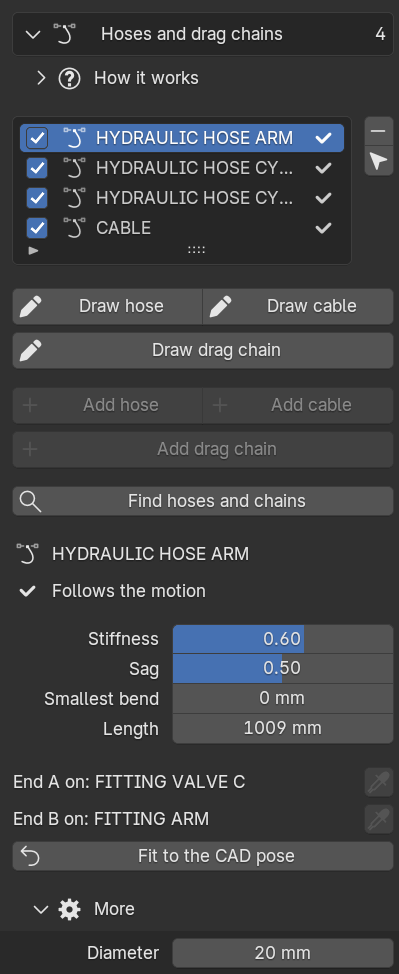 Hoses and drag chains 4
How it works
HYDRAULIC HOSE ARM
HYDRAULIC HOSE CY...
HYDRAULIC HOSE CY...
CABLE
Draw hose Draw cable
Draw drag chain
Add hose Add cable
Add drag chain
Find hoses and chains
HYDRAULIC HOSE ARM
Follows the motion
Stiffness 0.60
Sag 0.50
Smallest bend 0 mm
Length 1009 mm
End A on: FITTING VALVE C
End B on: FITTING ARM
Fit to the CAD pose
More
Diameter 20 mm